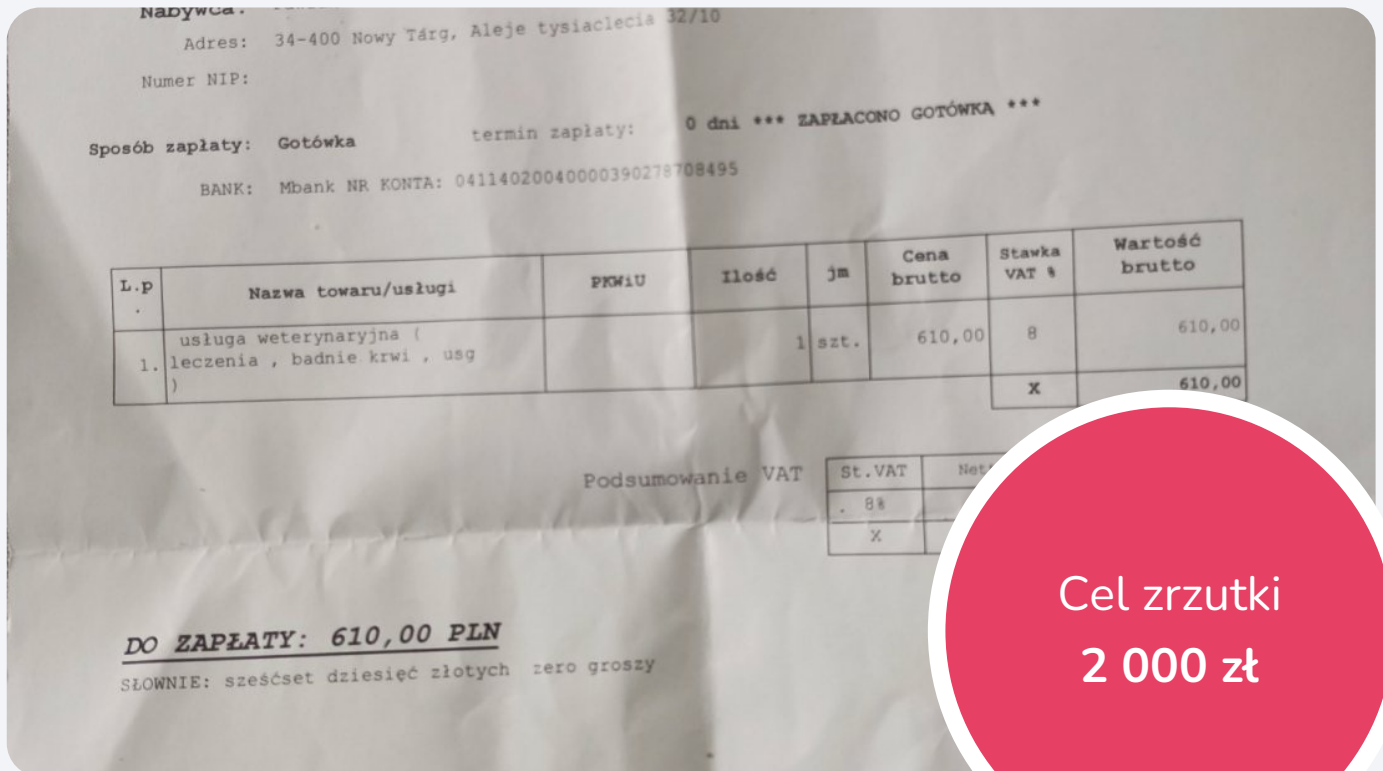 Nabywca:
Adres: 34-400 Nowy Tárg, Aleje tysiaclecia 32/10
Numer NIP:
Sposób zapłaty: Gotówka termin zapłaty: 0 dni *** ZAPŁACONO GOTÓWKĄ ***
BANK: Mbank NR KONTA: 04114020040000390278708495
L.p Nazwa towaru/usługi PKWiU Ilość jm Cena Stawka Wartość
. brutto VAT % brutto
usługa weterynaryjna (
1. leczenia , badnie krwi , usg 1 szt. 610,00 8 610,00
)
X 610,00
Podsumowanie VAT St.VAT
. 8%
X
DO ZAPŁATY: 610,00 PLN
SŁOWNIE: sześćset dziesięć złotych zero groszy
Cel zrzutki
2 000 zł